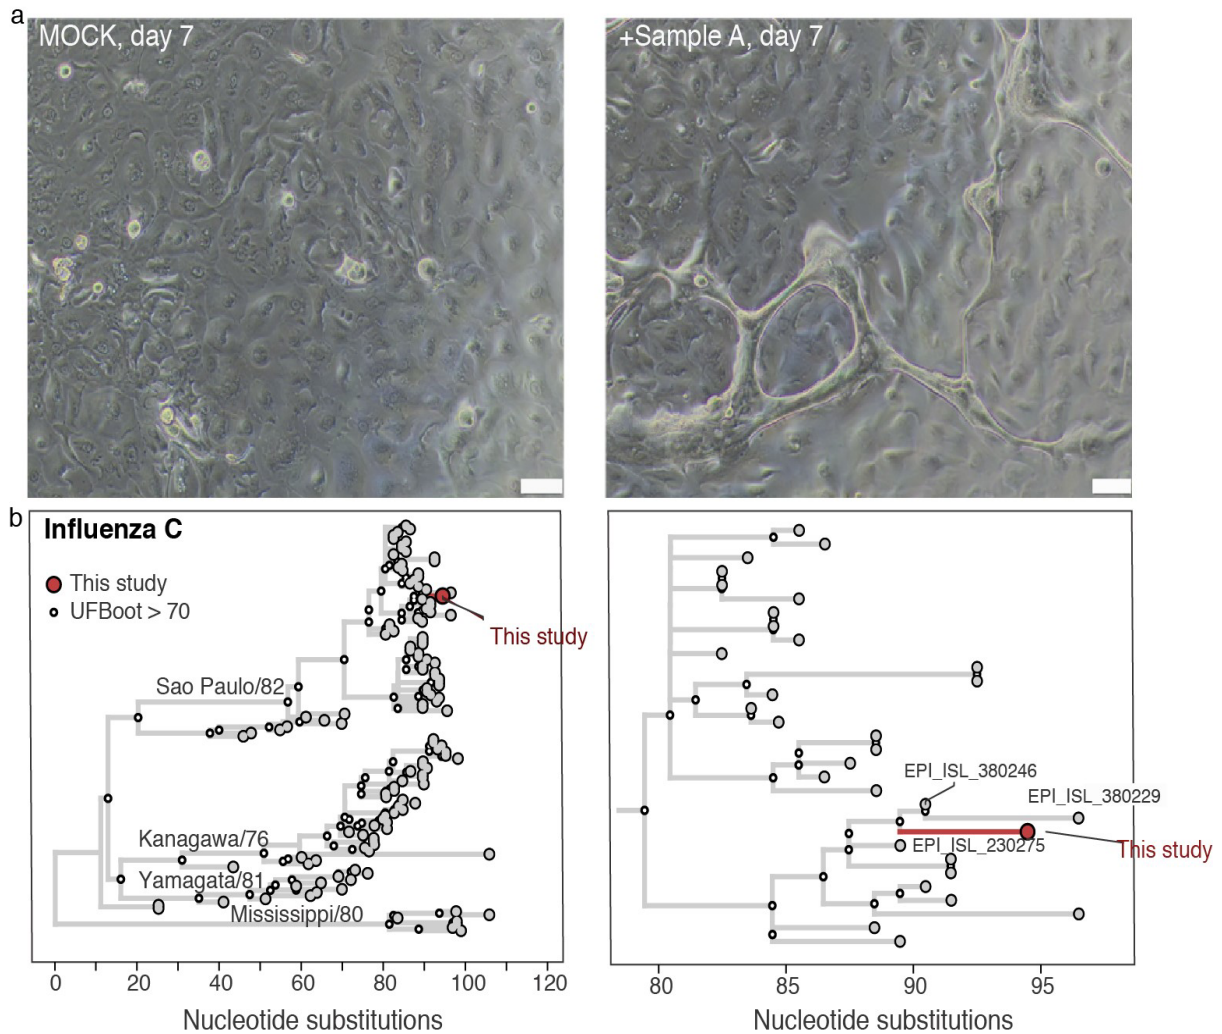 a
MOCK, day 7
+Sample A, day 7
b
Influenza C
This study
UFBoot > 70
This study
Sao Paulo/82
Kanagawa/76
Yamagata/81
Mississippi/80
0 20 40 60 80 100 120
Nucleotide substitutions
EPI_ISL_380246
EPI_ISL_380229
EPI_ISL_230275
This study
80 85 90 95
Nucleotide substitutions